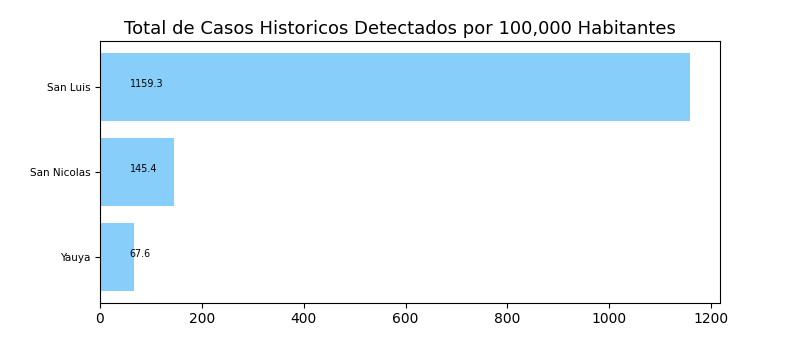 Total de Casos Historicos Detectados por 100,000 Habitantes
San Luis 1159.3
San Nicolas 145.4
Yauya 67.6
0 200 400 600 800 1000 1200